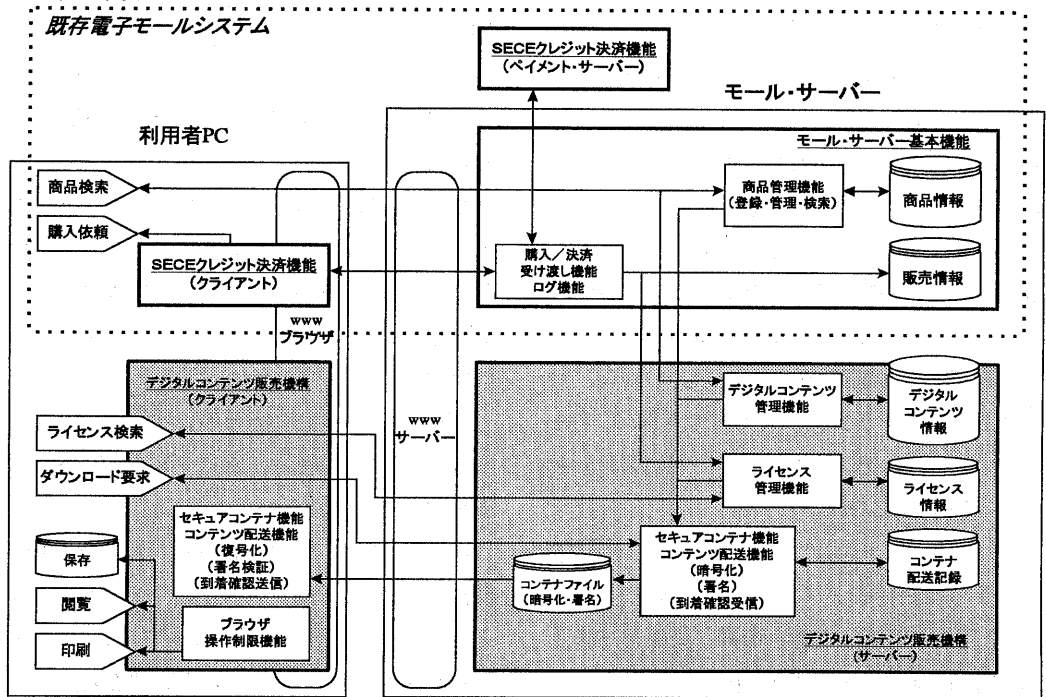 既存電子モールシステム
SECEクレジット決済機能
(ペイメント・サーバー)
モール・サーバー
利用者PC
モール・サーバー基本機能
商品検索
商品管理機能
(登録・管理・検索)
商品情報
購入依頼
SECEクレジット決済機能
(クライアント)
購入/決済
受け渡し機能
ログ機能
販売情報
WWW
ブラウザ
デジタルコンテンツ販売機構
(クライアント)
WWW
サーバー
デジタルコンテンツ
管理機能
デジタル
コンテンツ
情報
ライセンス検索
ライセンス
管理機能
ライセンス
情報
ダウンロード要求
セキュアコンテナ機能
コンテンツ配送機能
(復号化)
(署名検証)
(到着確認送信)
セキュアコンテナ機能
コンテンツ配送機能
(暗号化)
(署名)
(到着確認受信)
コンテナ
配送記録
コンテナファイル
(暗号化・署名)
保存
閲覧
印刷
ブラウザ
操作制限機能
デジタルコンテンツ販売機構
(サーバー)